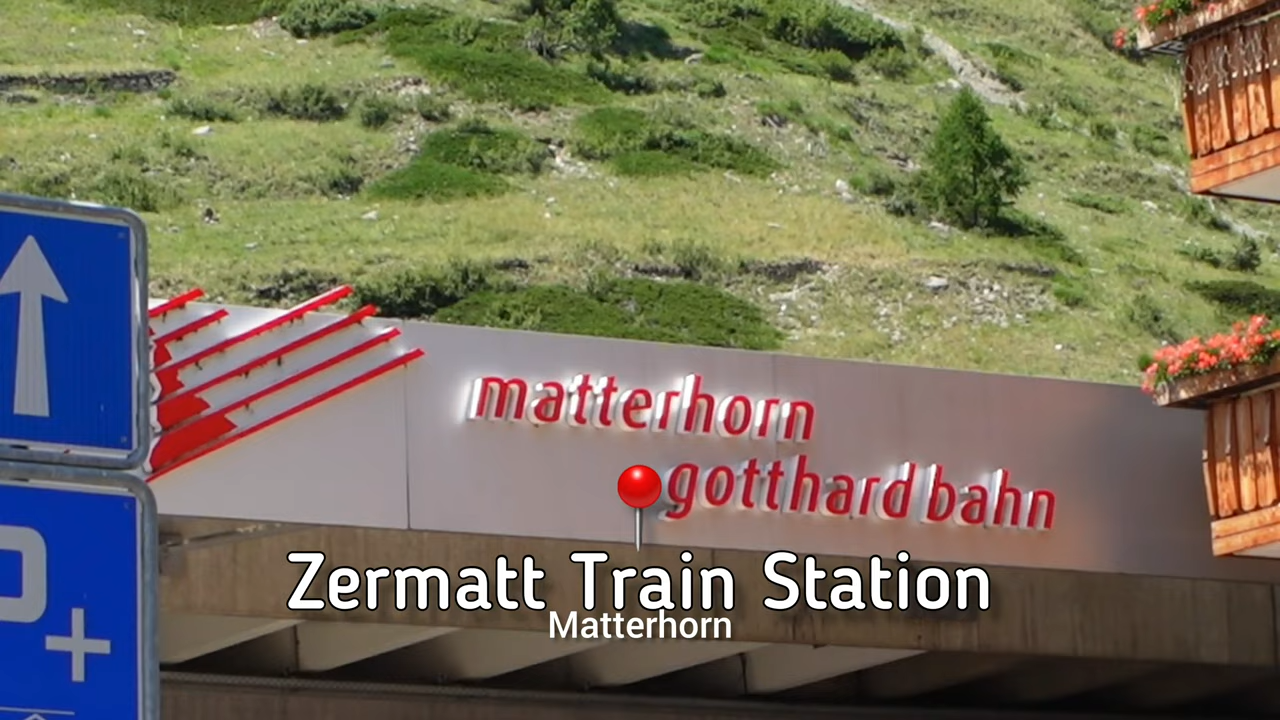 matterhorn
gotthard bahn
Zermatt Train Station
Matterhorn
P
+